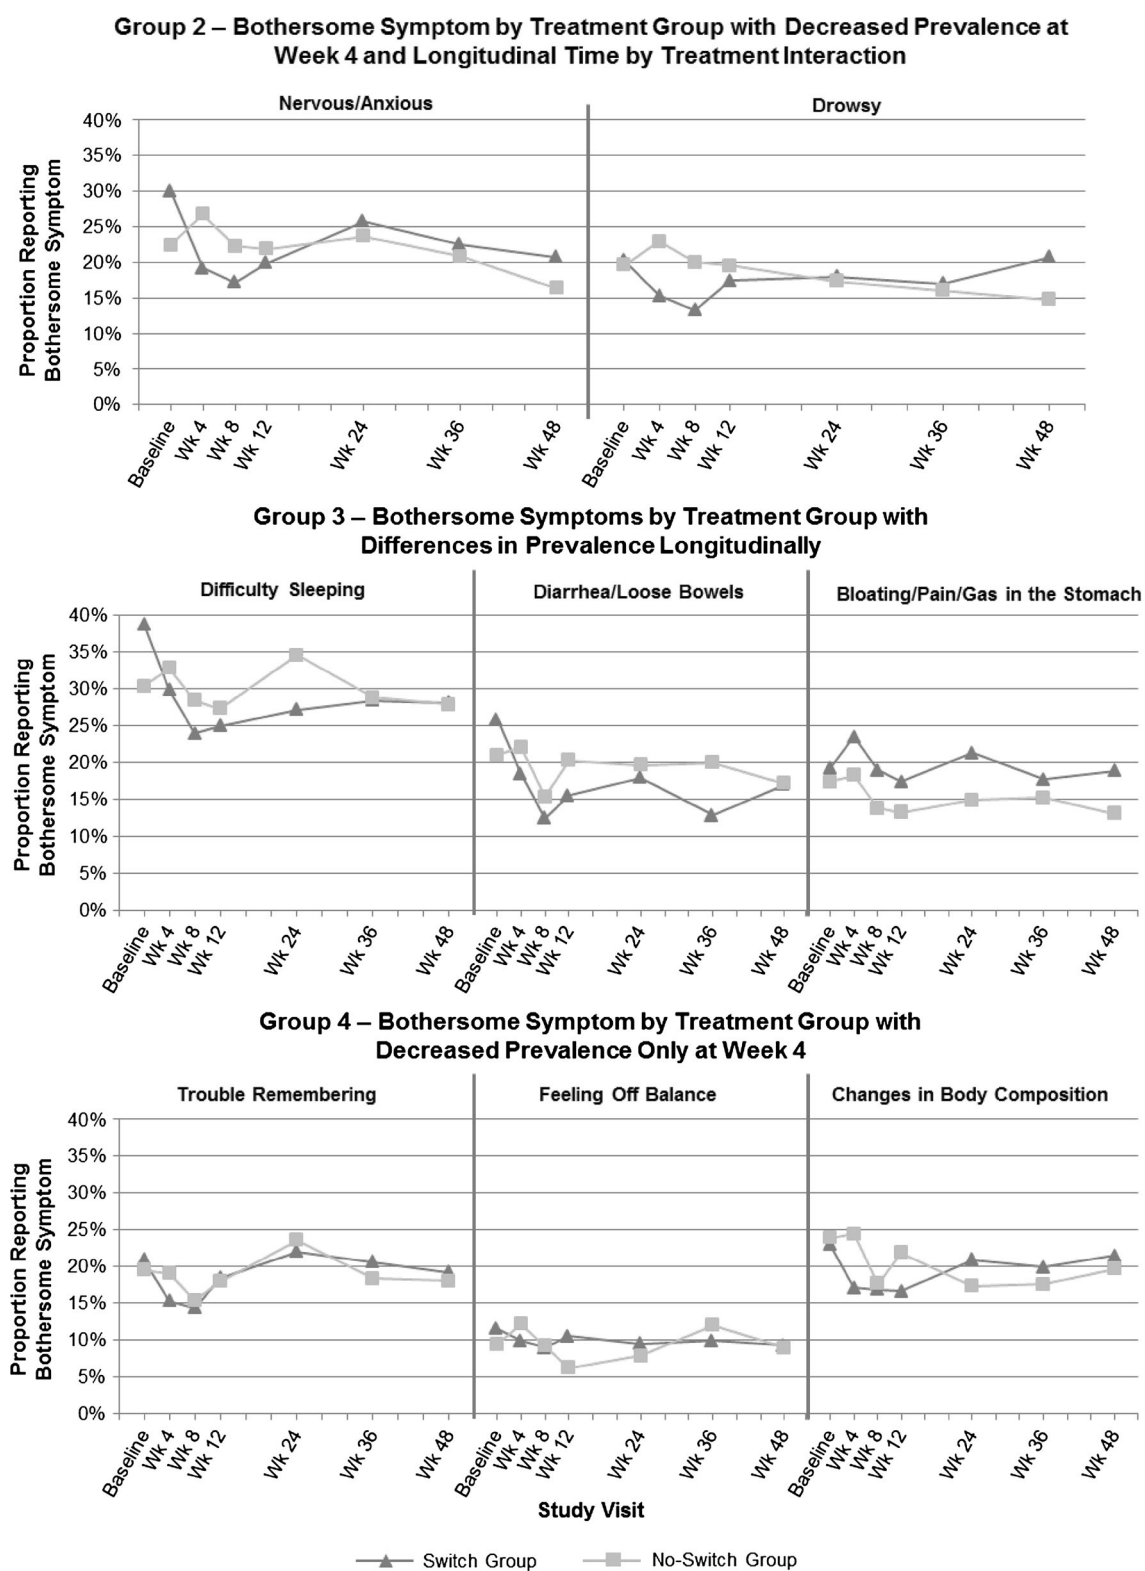 Group 2 – Bothersome Symptom by Treatment Group with Decreased Prevalence at
Week 4 and Longitudinal Time by Treatment Interaction
Nervous/Anxious
Drowsy
Proportion Reporting
Bothersome Symptom
40%
35%
30%
25%
20%
15%
10%
5%
0%
Baseline
Wk 4
Wk 8
Wk 12
Wk 24
Wk 36
Wk 48
Baseline
Wk 4
Wk 8
Wk 12
Wk 24
Wk 36
Wk 48
Group 3 – Bothersome Symptoms by Treatment Group with
Differences in Prevalence Longitudinally
Difficulty Sleeping
Diarrhea/Loose Bowels
Bloating/Pain/Gas in the Stomach
Proportion Reporting
Bothersome Symptom
40%
35%
30%
25%
20%
15%
10%
5%
0%
Baseline
Wk 4
Wk 8
Wk 12
Wk 24
Wk 36
Wk 48
Baseline
Wk 4
Wk 8
Wk 12
Wk 24
Wk 36
Wk 48
Baseline
Wk 4
Wk 8
Wk 12
Wk 24
Wk 36
Wk 48
Group 4 – Bothersome Symptom by Treatment Group with
Decreased Prevalence Only at Week 4
Trouble Remembering
Feeling Off Balance
Changes in Body Composition
Proportion Reporting
Bothersome Symptom
40%
35%
30%
25%
20%
15%
10%
5%
0%
Baseline
Wk 4
Wk 8
Wk 12
Wk 24
Wk 36
Wk 48
Baseline
Wk 4
Wk 8
Wk 12
Wk 24
Wk 36
Wk 48
Baseline
Wk 4
Wk 8
Wk 12
Wk 24
Wk 36
Wk 48
Study Visit
Switch Group
No-Switch Group